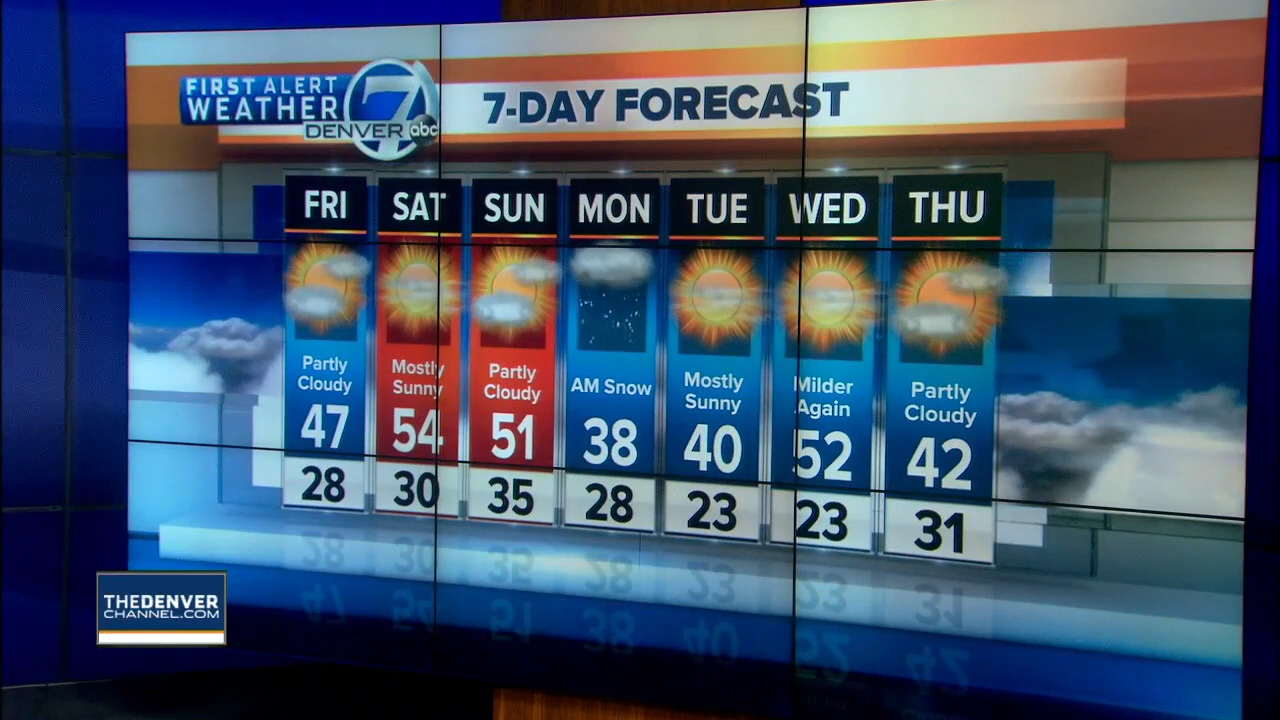 FIRST ALERT
WEATHER
7
DENVER abc
7-DAY FORECAST
FRI SAT SUN MON TUE WED THU
Partly Cloudy
Mostly Sunny
Partly Cloudy
AM Snow
Mostly Sunny
Milder Again
Partly Cloudy
47 54 51 38 40 52 42
28 30 35 28 23 23 31
THEDENVER
CHANNEL.COM